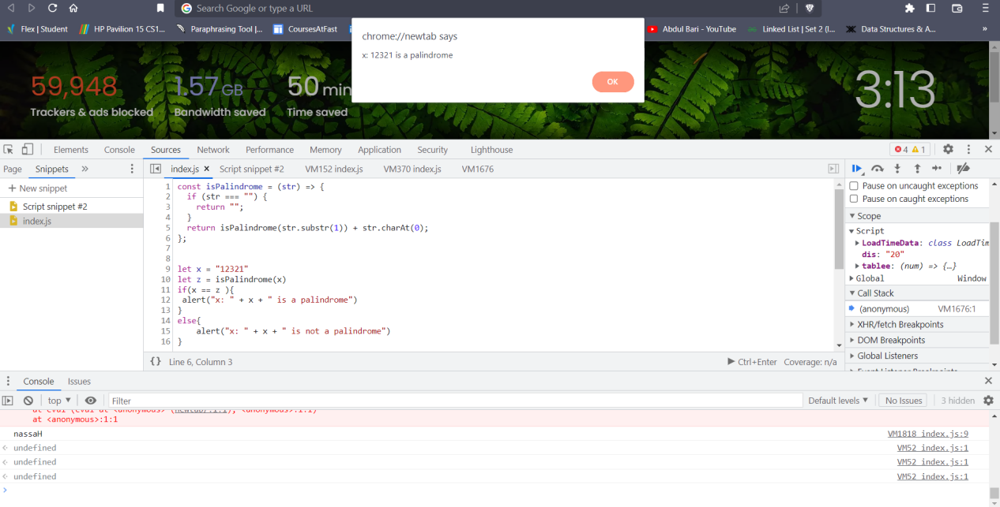 Search Google or type a URL
Flex | Student
HP Pavilion 15 CS1...
Paraphrasing Tool |...
CoursesAtFast
Abdul Bari - YouTube
Linked List | Set 2 (I...
Data Structures & A...
»
chrome://newtab says
x: 12321 is a palindrome
OK
59,948
Trackers & ads blocked
1.57 GB
Bandwidth saved
50 min
Time saved
3:13
Elements Console Sources Network Performance Memory Application Security Lighthouse
4 1
Page Snippets »
index.js × Script snippet #2 VM152 index.js VM370 index.js VM1676
+ New snippet
Script snippet #2
index.js
1 const isPalindrome = (str) => {
2 if (str === "") {
3 return "";
4 }
5 return isPalindrome(str.substr(1)) + str.charAt(0);
6 };
7
8
9 let x = "12321"
10 let z = isPalindrome(x)
11 if(x == z ){
12 alert("x: " + x + " is a palindrome")
13 }
14 else{
15 alert("x: " + x + " is not a palindrome")
16 }
{} Line 6, Column 3
Ctrl+Enter Coverage: n/a
Pause on uncaught exceptions
Pause on caught exceptions
Scope
Script
LoadTimeData: class LoadTim
dis: "20"
tablee: (num) => {…}
Global Window
Call Stack
(anonymous) VM1676:1
XHR/fetch Breakpoints
DOM Breakpoints
Global Listeners
Event Listener Breakpoints
Console Issues
top Filter Default levels No Issues 3 hidden
at eval (eval at <anonymous> (newtab/:1:1), <anonymous>:1:1)
at <anonymous>:1:1
nassaH VM1818 index.js:9
undefined VM52 index.js:1
undefined VM52 index.js:1
undefined VM52 index.js:1